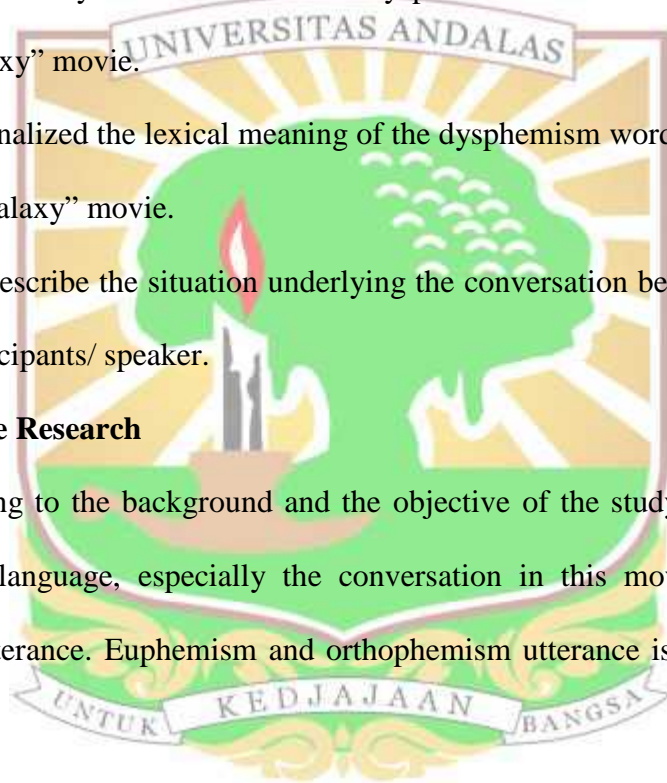 UNIVERSITAS ANDALAS
xy” movie.
nalized the lexical meaning of the dysphemism word
alaxy” movie.
escribe the situation underlying the conversation be
cipants/ speaker.
e Research
ng to the background and the objective of the study
language, especially the conversation in this mov
terance. Euphemism and orthophemism utterance is
UNTUK KEDJAJAAN BANGSA